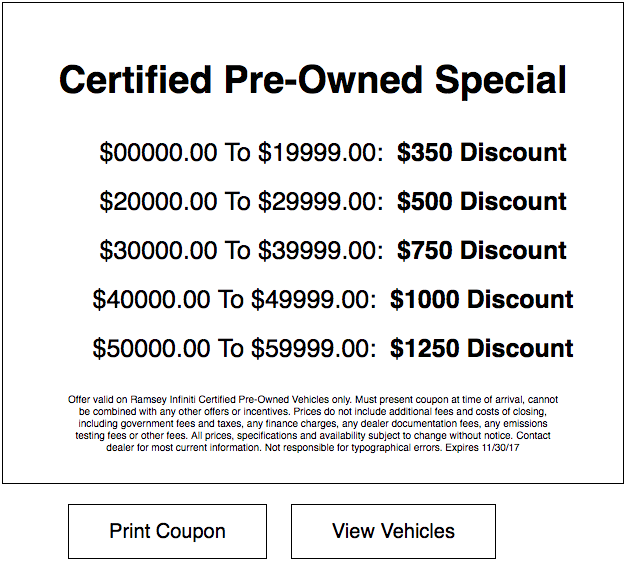 Certified Pre-Owned Special
$00000.00 To $19999.00: $350 Discount
$20000.00 To $29999.00: $500 Discount
$30000.00 To $39999.00: $750 Discount
$40000.00 To $49999.00: $1000 Discount
$50000.00 To $59999.00: $1250 Discount
Offer valid on Ramsey Infiniti Certified Pre-Owned Vehicles only. Must present coupon at time of arrival, cannot
be combined with any other offers or incentives. Prices do not include additional fees and costs of closing,
including government fees and taxes, any finance charges, any dealer documentation fees, any emissions
testing fees or other fees. All prices, specifications and availability subject to change without notice. Contact
dealer for most current information. Not responsible for typographical errors. Expires 11/30/17
Print Coupon
View Vehicles